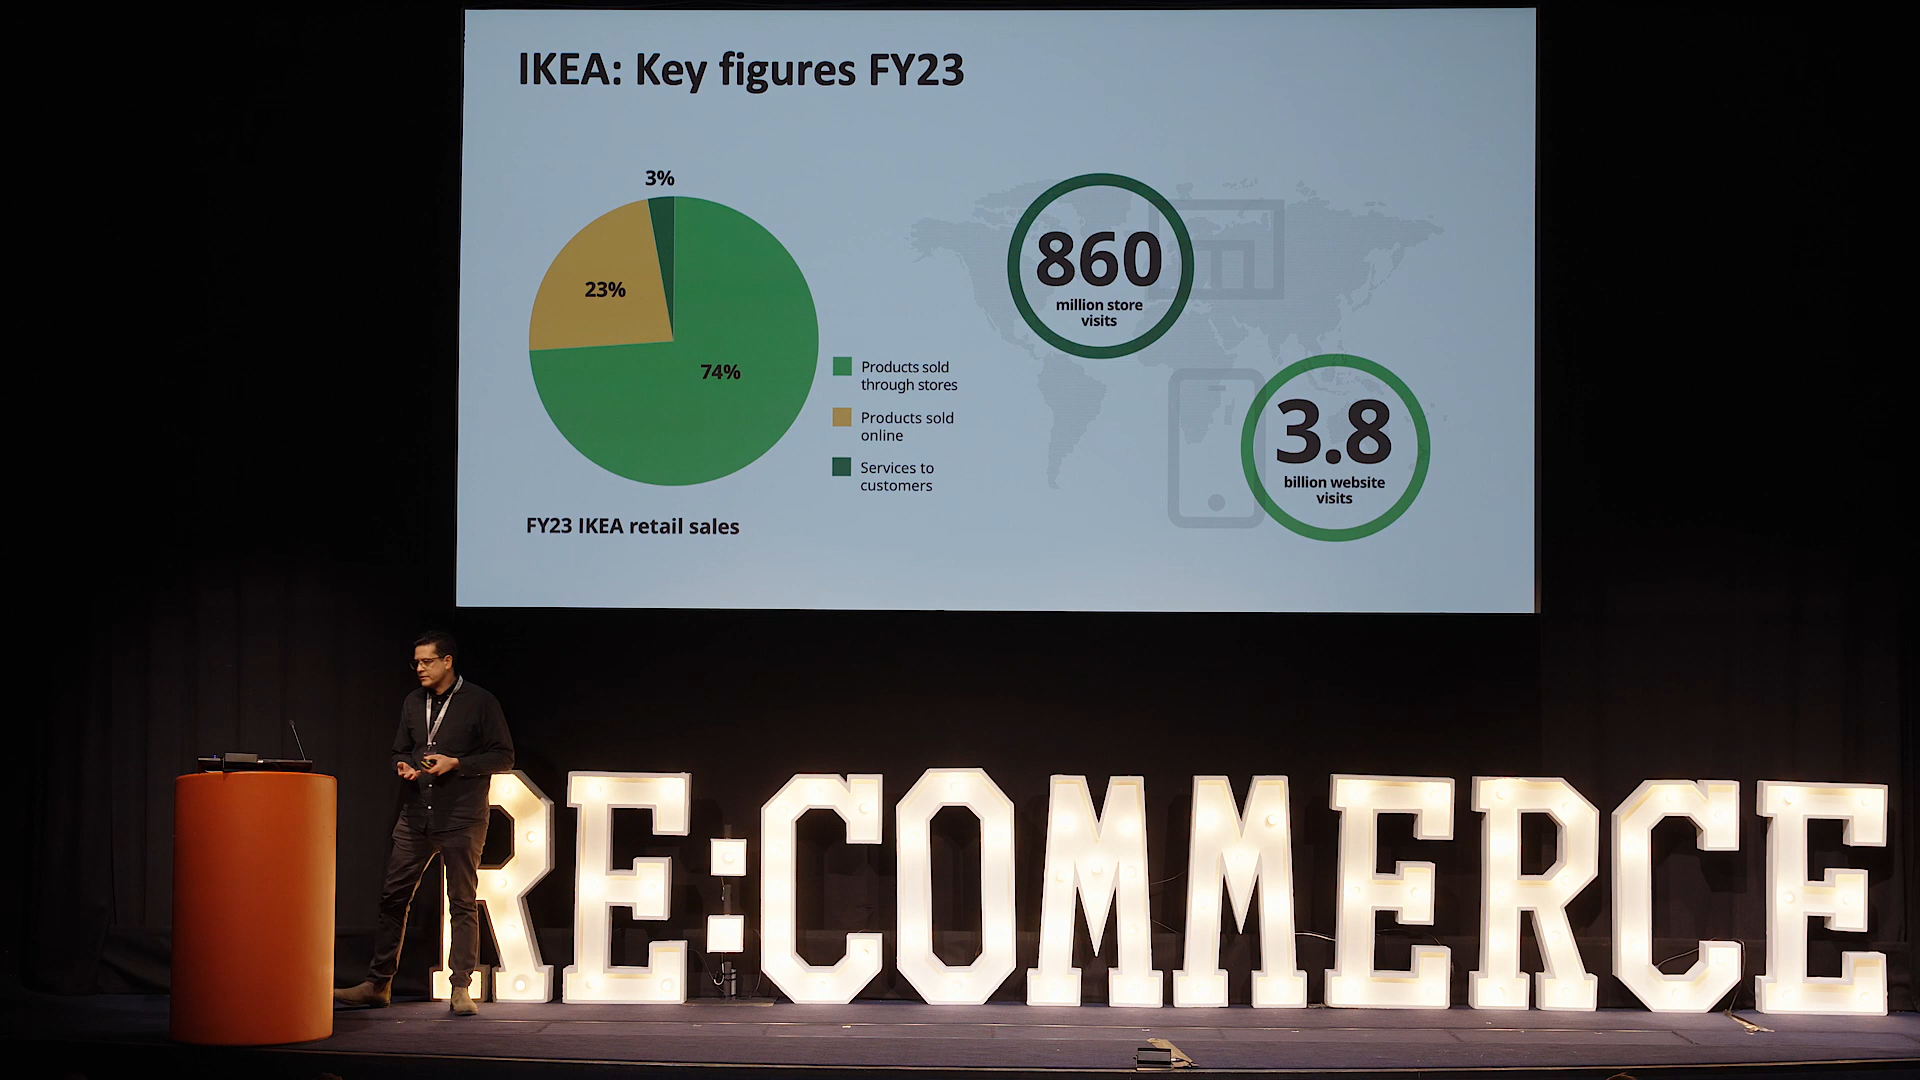 IKEA: Key figures FY23
3%
23%
74%
Products sold
through stores
Products sold
online
Services to
customers
FY23 IKEA retail sales
860
million store
visits
3.8
billion website
visits
RE:COMMERCE